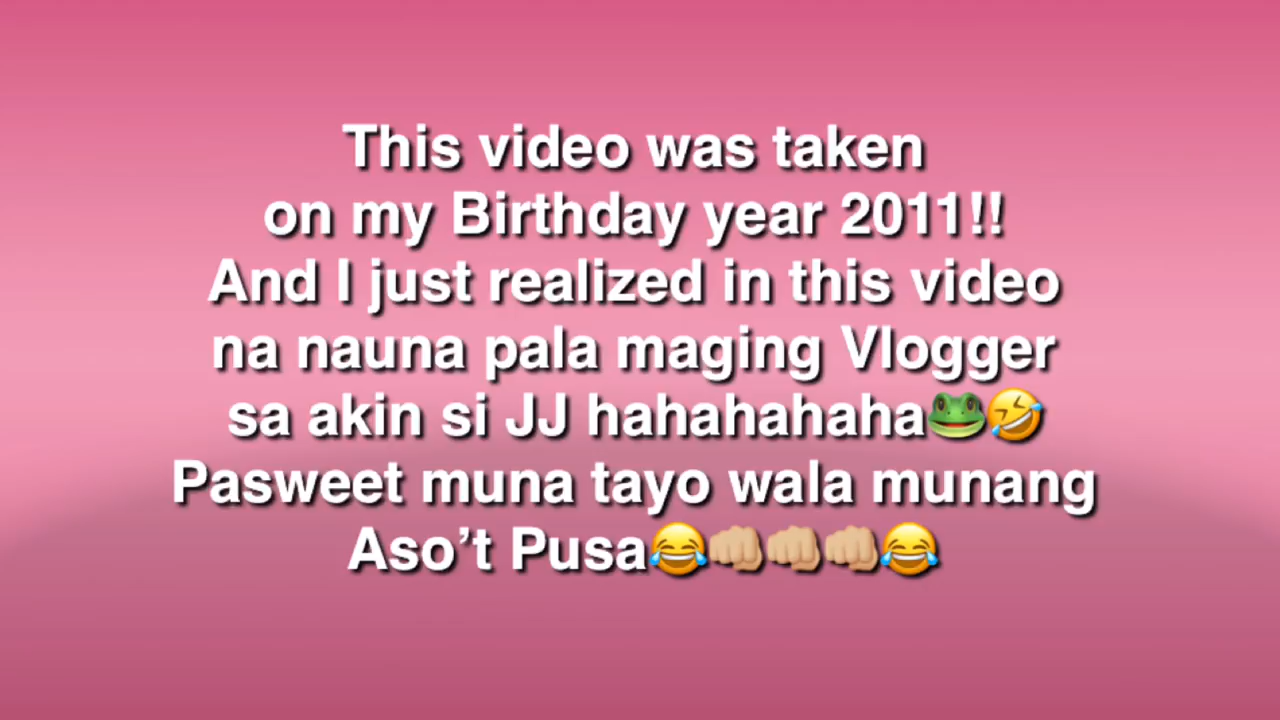 This video was taken
on my Birthday year 2011!!
And I just realized in this video
na nauna pala maging Vlogger
sa akin si JJ hahahahaha🐸🤣
Pasweet muna tayo wala munang
Aso’t Pusa😂👊🏼👊🏼👊🏼😂